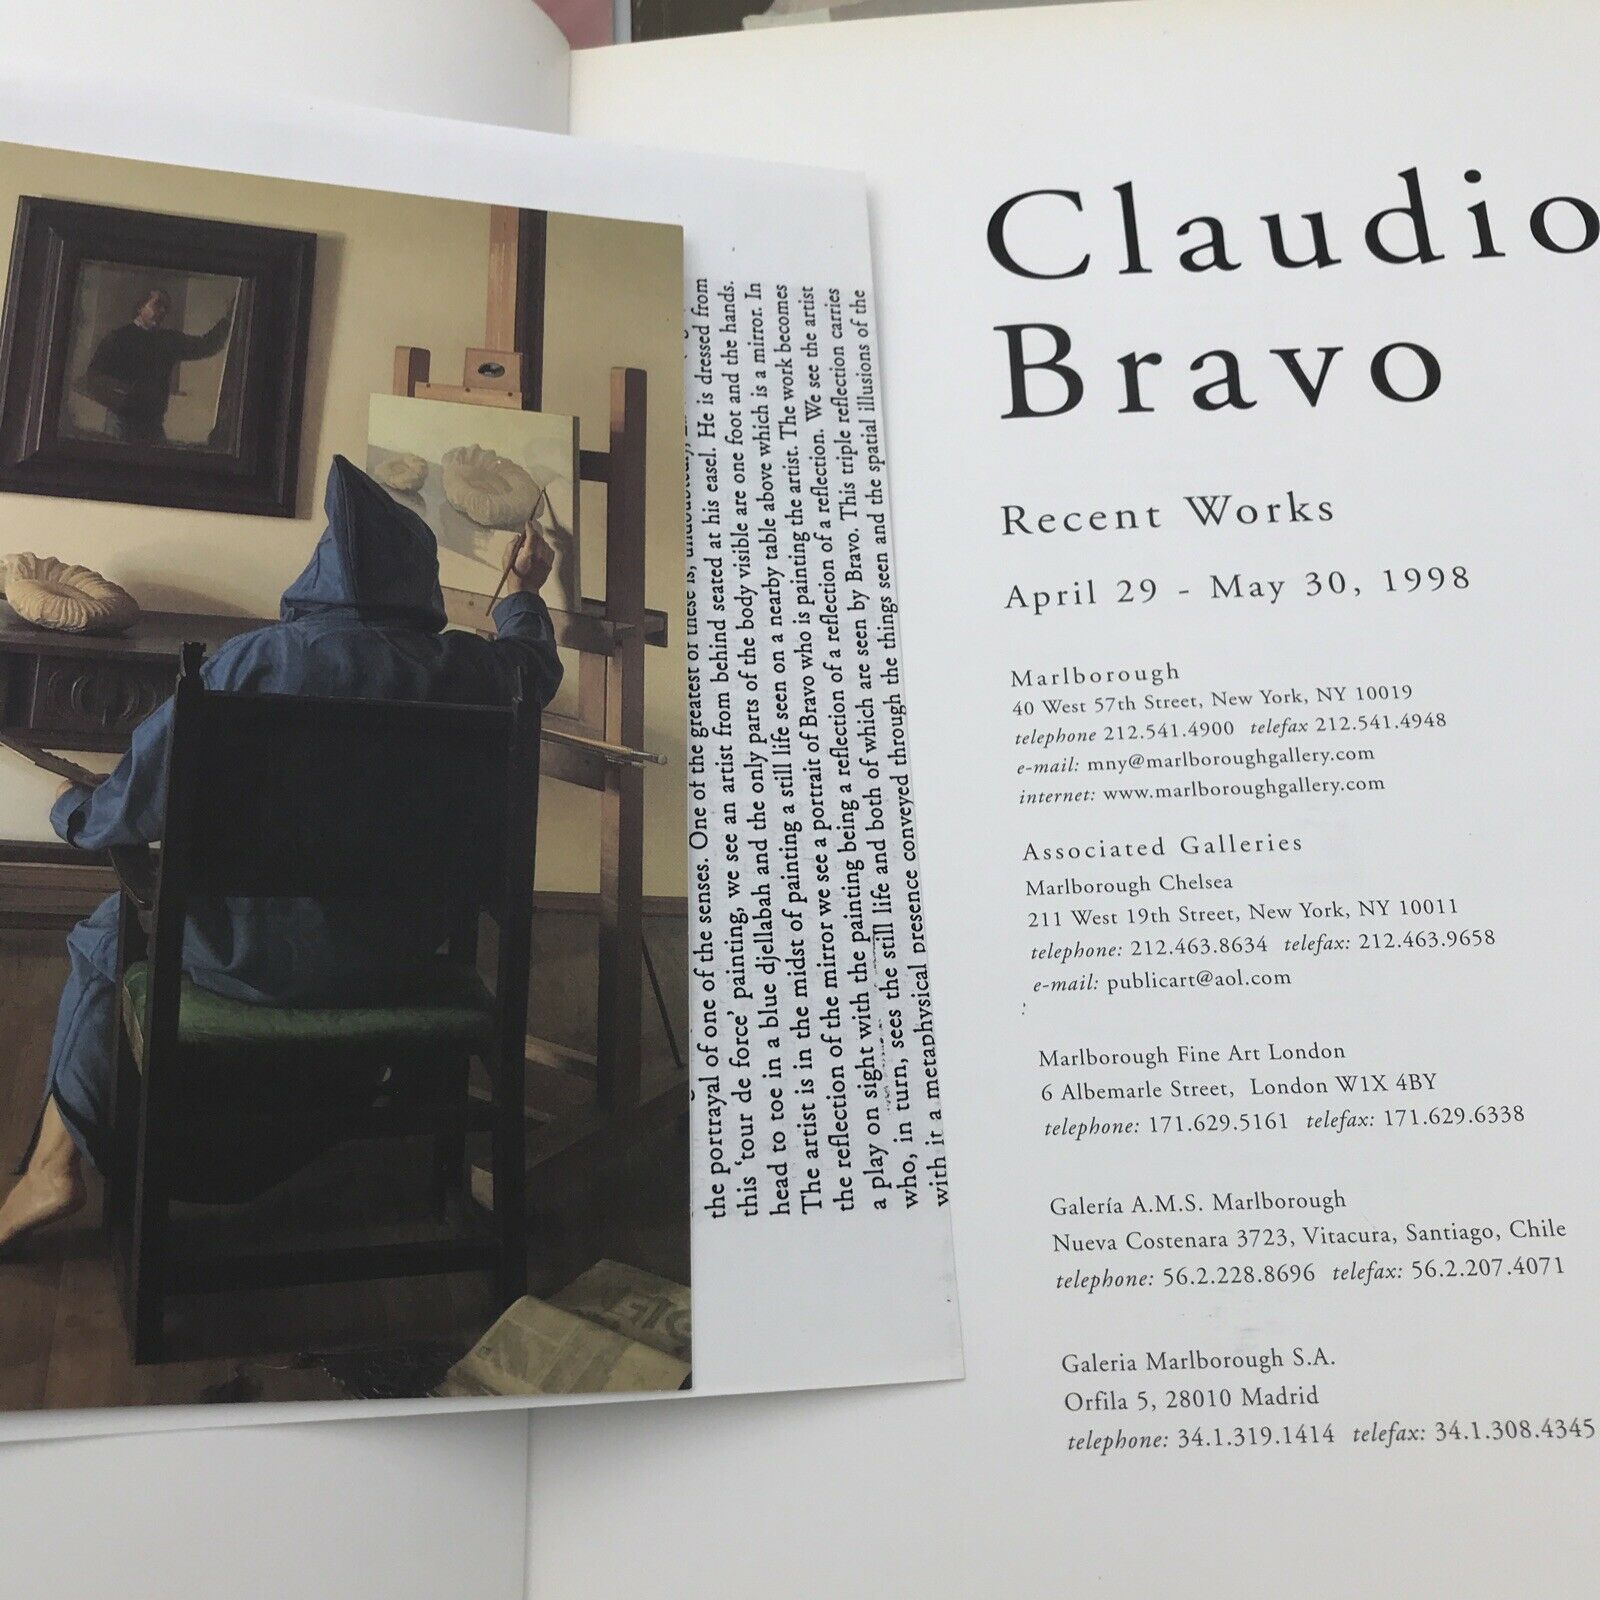 the portrayal of one of the senses. One of the greatest of these is, undoubtedly,
this ‘tour de force’ painting, we see an artist from behind seated at his easel. He is dressed from
head to toe in a blue djellabah and the only parts of the body visible are one foot and the hands.
The artist is in the midst of painting a still life seen on a nearby table above which is a mirror. In
the reflection of the mirror we see a portrait of Bravo who is painting the artist. The work becomes
a play on sight with the painting being a reflection of a reflection of a reflection. We see the artist
who, in turn, sees the still life and both of which are seen by Bravo. This triple reflection carries
with it a metaphysical presence conveyed through the things seen and the spatial illusions of the
Claudio
Bravo
Recent Works
April 29 - May 30, 1998
Marlborough
40 West 57th Street, New York, NY 10019
telephone 212.541.4900 telefax 212.541.4948
e-mail: mny@marlboroughgallery.com
internet: www.marlboroughgallery.com
Associated Galleries
Marlborough Chelsea
211 West 19th Street, New York, NY 10011
telephone: 212.463.8634 telefax: 212.463.9658
e-mail: publicart@aol.com
Marlborough Fine Art London
6 Albemarle Street, London W1X 4BY
telephone: 171.629.5161 telefax: 171.629.6338
Galería A.M.S. Marlborough
Nueva Costenara 3723, Vitacura, Santiago, Chile
telephone: 56.2.228.8696 telefax: 56.2.207.4071
Galeria Marlborough S.A.
Orfila 5, 28010 Madrid
telephone: 34.1.319.1414 telefax: 34.1.308.4345